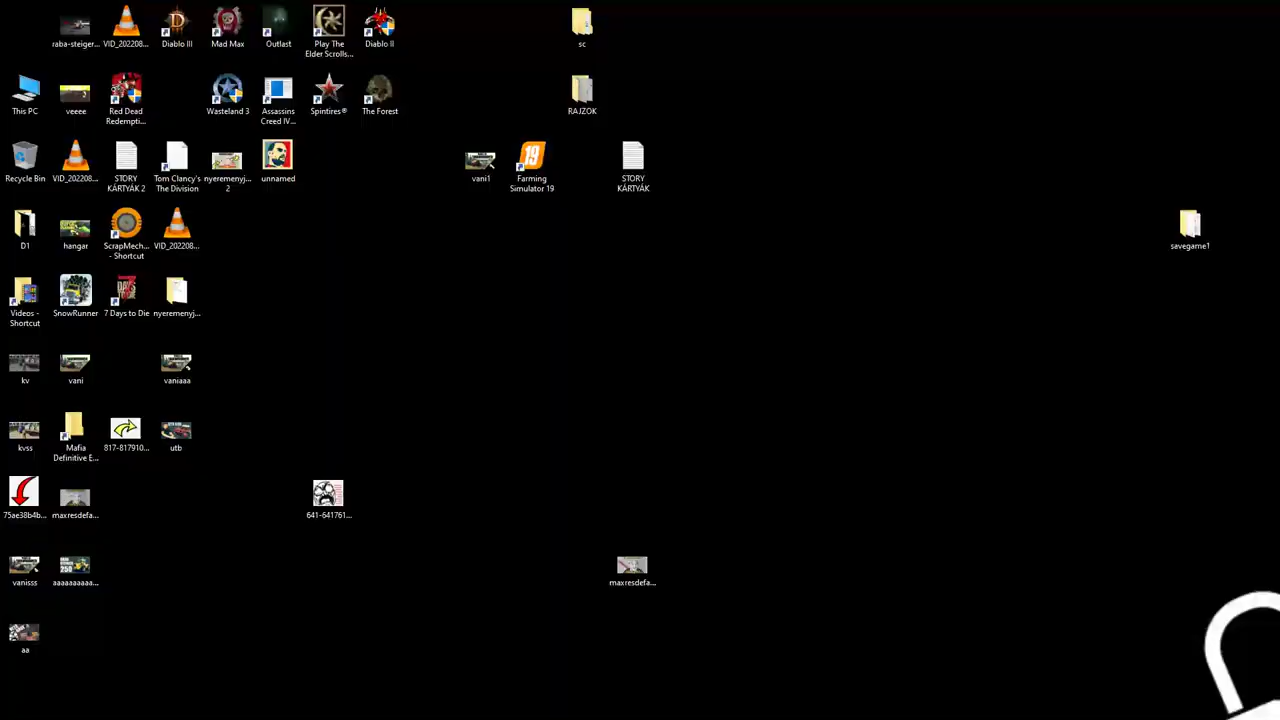 raba-steiger...
VID_202208...
Diablo III
Mad Max
Outlast
Play The
Elder Scrolls...
Diablo II
sc
This PC
veeee
Red Dead
Redempti...
Wasteland 3
Assassins
Creed IV...
Spintires®
The Forest
RAJZOK
Recycle Bin
VID_202208...
STORY
KÁRTYÁK 2
Tom Clancy's
The Division
nyeremenyj...
2
unnamed
vani1
19
Farming
Simulator 19
STORY
KÁRTYÁK
D1
hangar
ScrapMech...
- Shortcut
VID_202208...
savegame1
Videos -
Shortcut
SnowRunner
7 Days to Die
nyeremenyj...
kv
vani
vaniaaa
kvss
Mafia
Definitive E...
817-817910...
utb
75ae38b4b...
maxresdefa...
641-641761...
vanisss
aaaaaaaaaa...
maxresdefa...
aa